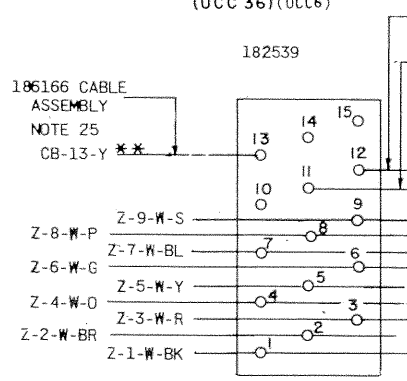 (UCC 36)(UCC6)
182539
186166 CABLE
ASSEMBLY
NOTE 25
CB-13-Y **
15
14
13
12
11
10
Z-9-W-S 9
Z-8-W-P 8
Z-7-W-BL 7
Z-6-W-G 6
Z-5-W-Y 5
Z-4-W-O 4
Z-3-W-R 3
Z-2-W-BR 2
Z-1-W-BK 1